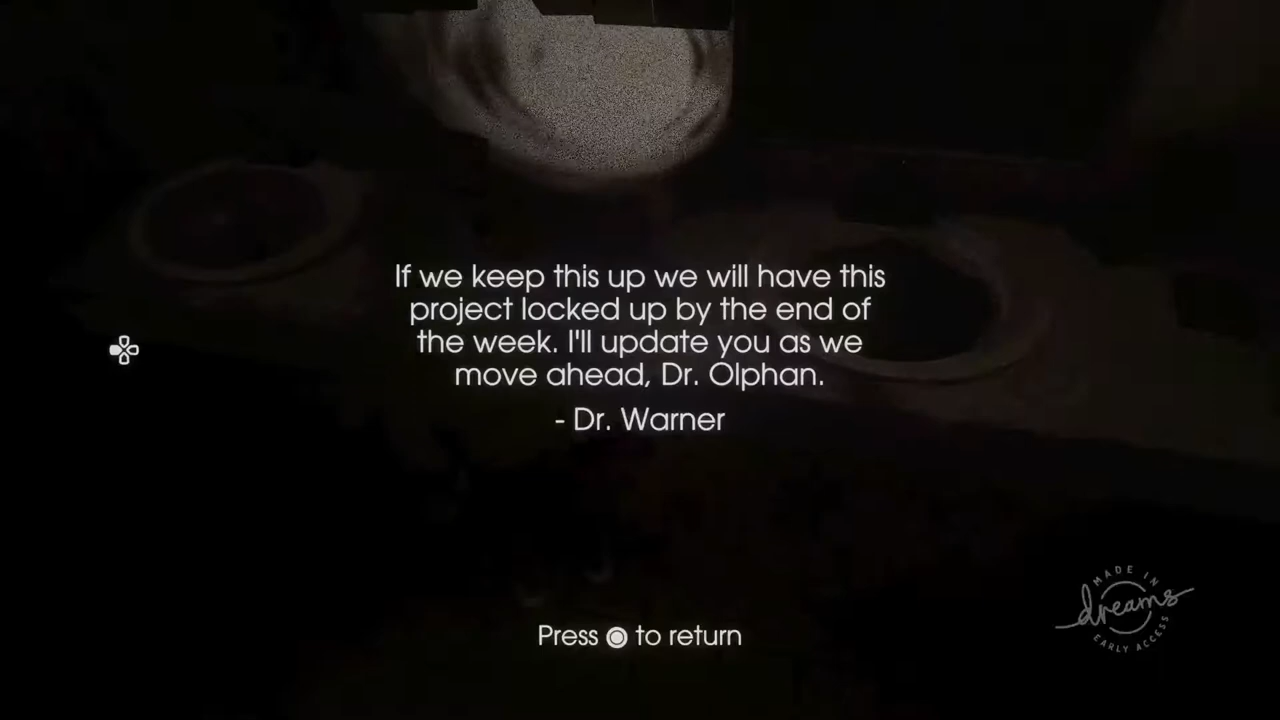 If we keep this up we will have this
project locked up by the end of
the week. I'll update you as we
move ahead, Dr. Olphan.
- Dr. Warner
Press to return
MADE IN
dreams
EARLY ACCESS